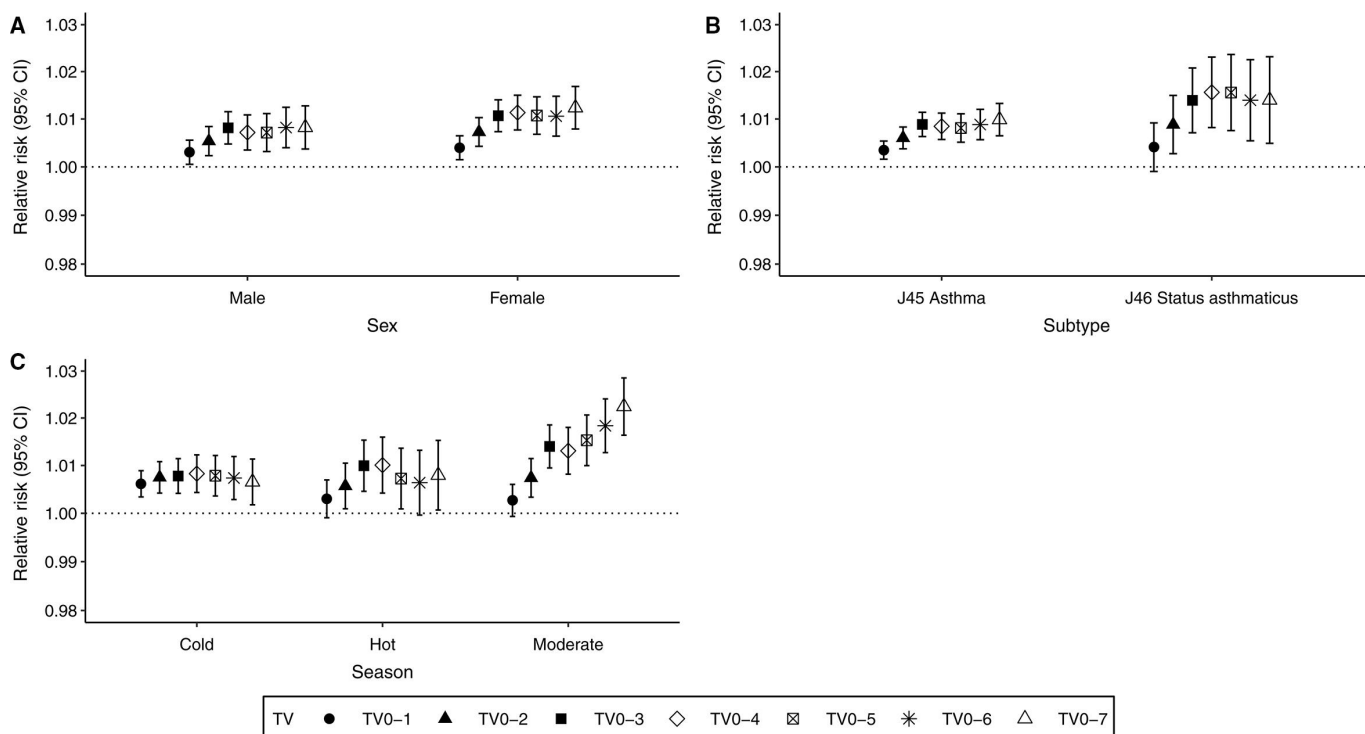 A
Relative risk (95% CI)
1.03
1.02
1.01
1.00
0.99
0.98
Male Female
Sex
B
Relative risk (95% CI)
1.03
1.02
1.01
1.00
0.99
0.98
J45 Asthma J46 Status asthmaticus
Subtype
C
Relative risk (95% CI)
1.03
1.02
1.01
1.00
0.99
0.98
Cold Hot Moderate
Season
TV TV0−1 TV0−2 TV0−3 TV0−4 TV0−5 TV0−6 TV0−7